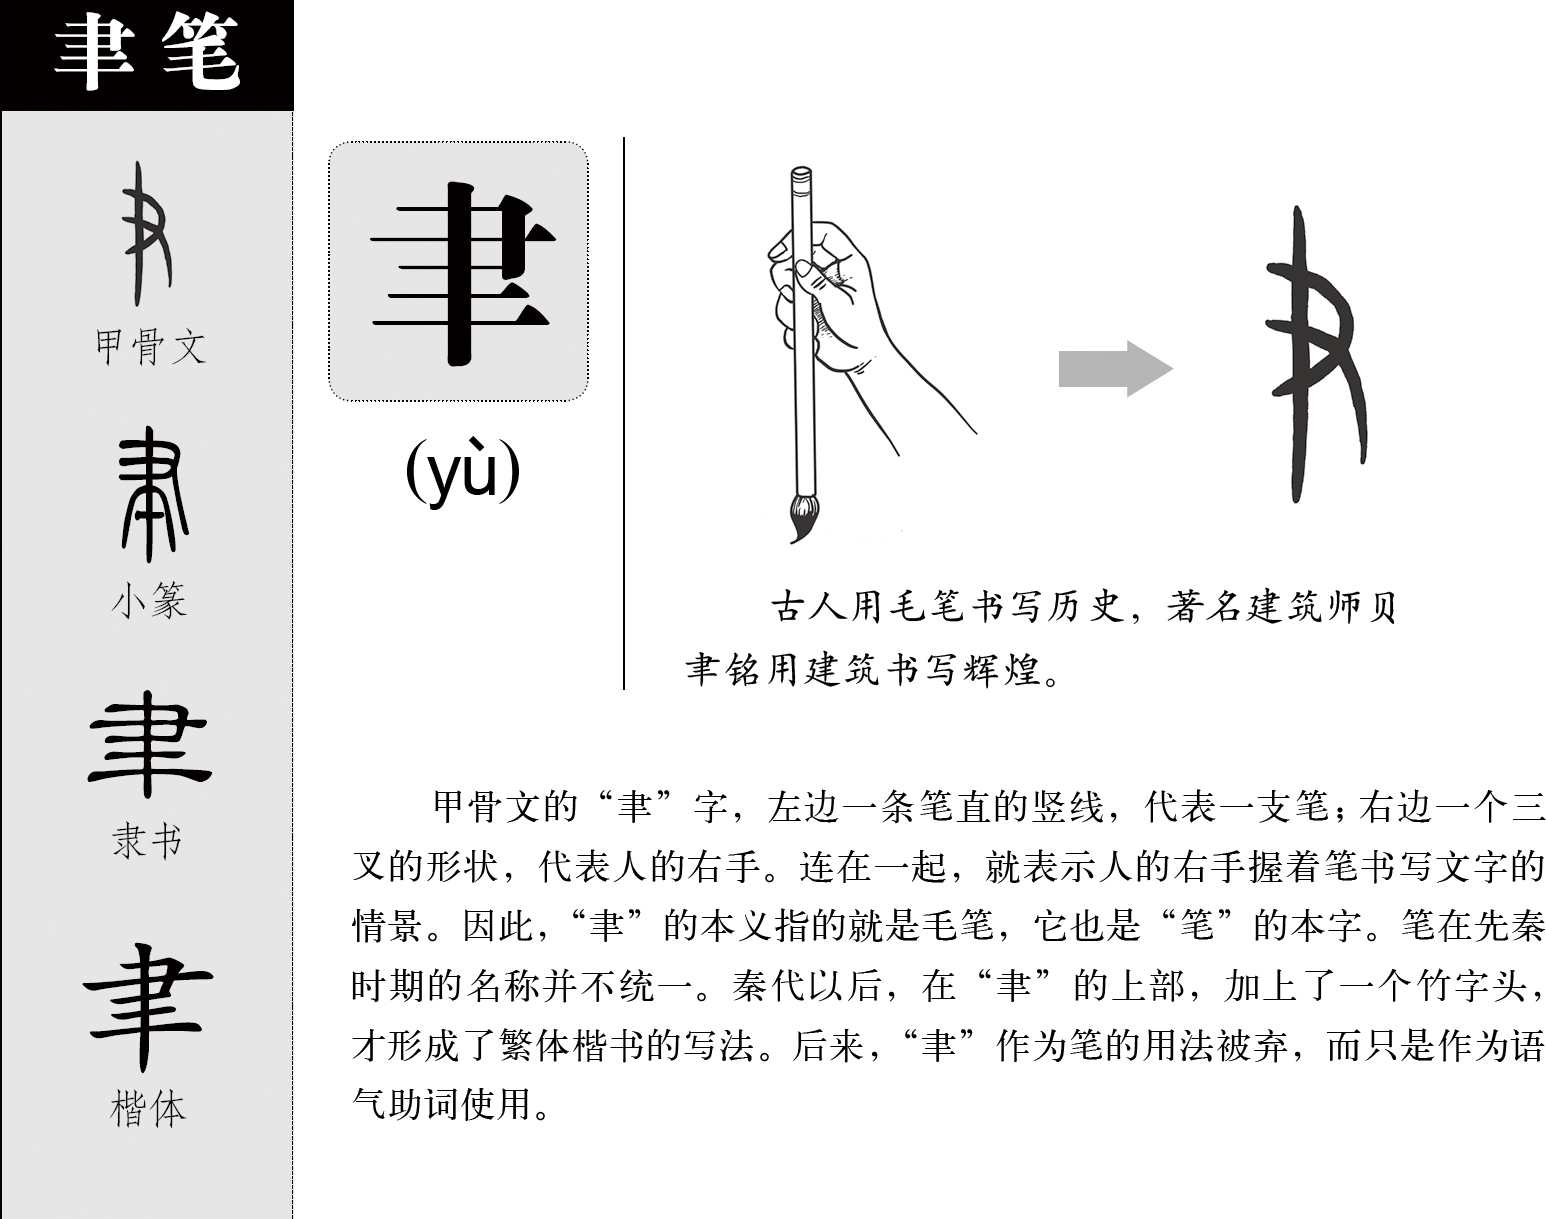 聿 笔
甲骨文
小篆
隶书
楷体
聿
(yù)
古人用毛笔书写历史，著名建筑师贝
聿铭用建筑书写辉煌。
甲骨文的“聿”字，左边一条笔直的竖线，代表一支笔；右边一个三
叉的形状，代表人的右手。连在一起，就表示人的右手握着笔书写文字的
情景。因此，“聿”的本义指的就是毛笔，它也是“笔”的本字。笔在先秦
时期的名称并不统一。秦代以后，在“聿”的上部，加上了一个竹字头，
才形成了繁体楷书的写法。后来，“聿”作为笔的用法被弃，而只是作为语
气助词使用。